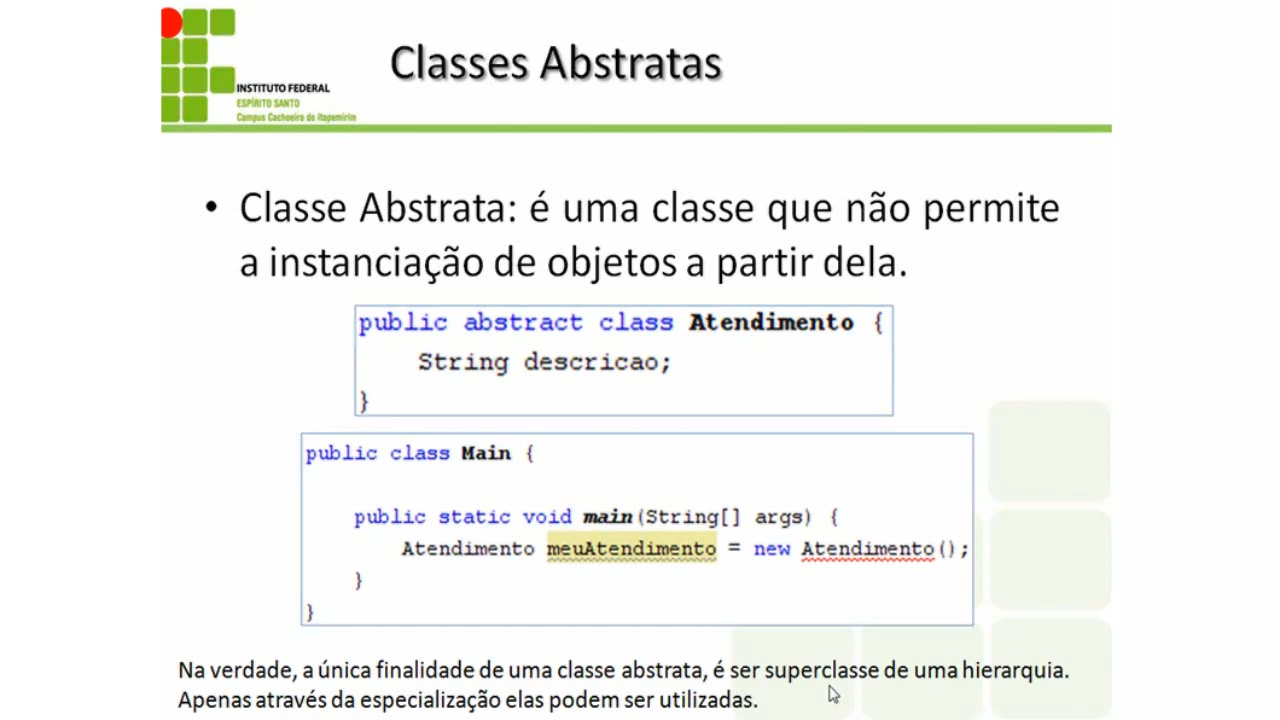 INSTITUTO FEDERAL
ESPÍRITO SANTO
Campus Cachoeiro de Itapemirim
Classes Abstratas
• Classe Abstrata: é uma classe que não permite
a instanciação de objetos a partir dela.
public abstract class Atendimento {
String descricao;
}
public class Main {
public static void main(String[] args) {
Atendimento meuAtendimento = new Atendimento();
}
}
Na verdade, a única finalidade de uma classe abstrata, é ser superclasse de uma hierarquia.
Apenas através da especialização elas podem ser utilizadas.